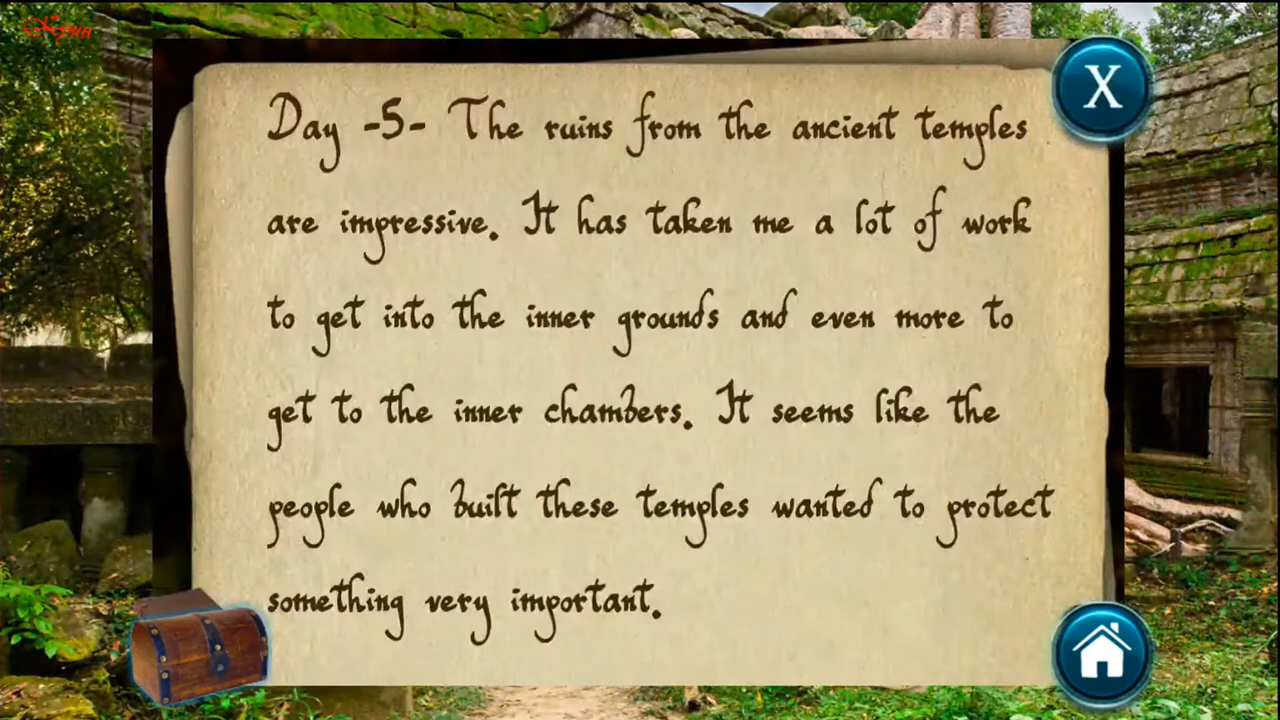 Day -5- The ruins from the ancient temples
are impressive. It has taken me a lot of work
to get into the inner grounds and even more to
get to the inner chambers. It seems like the
people who built these temples wanted to protect
something very important.
X